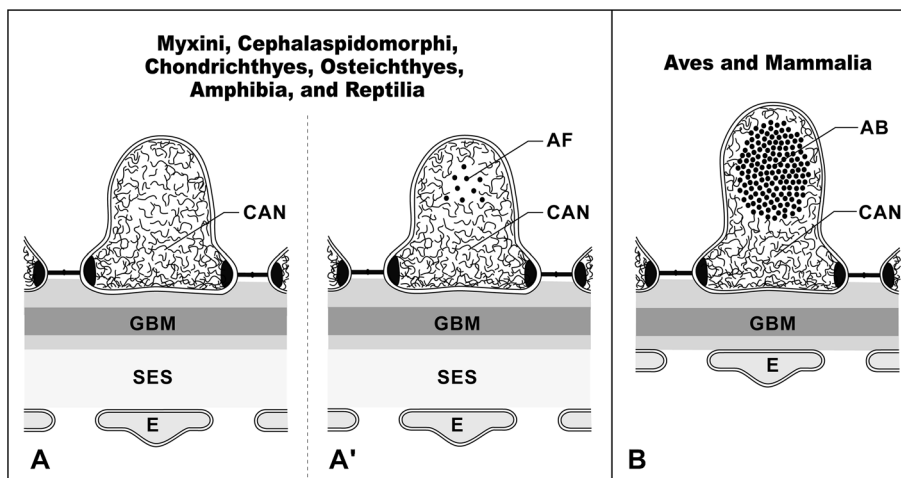 Myxini, Cephalaspidomorphi,
Chondrichthyes, Osteichthyes,
Amphibia, and Reptilia
CAN
GBM
SES
E
A
AF
CAN
GBM
SES
E
A'
Aves and Mammalia
AB
CAN
GBM
E
B